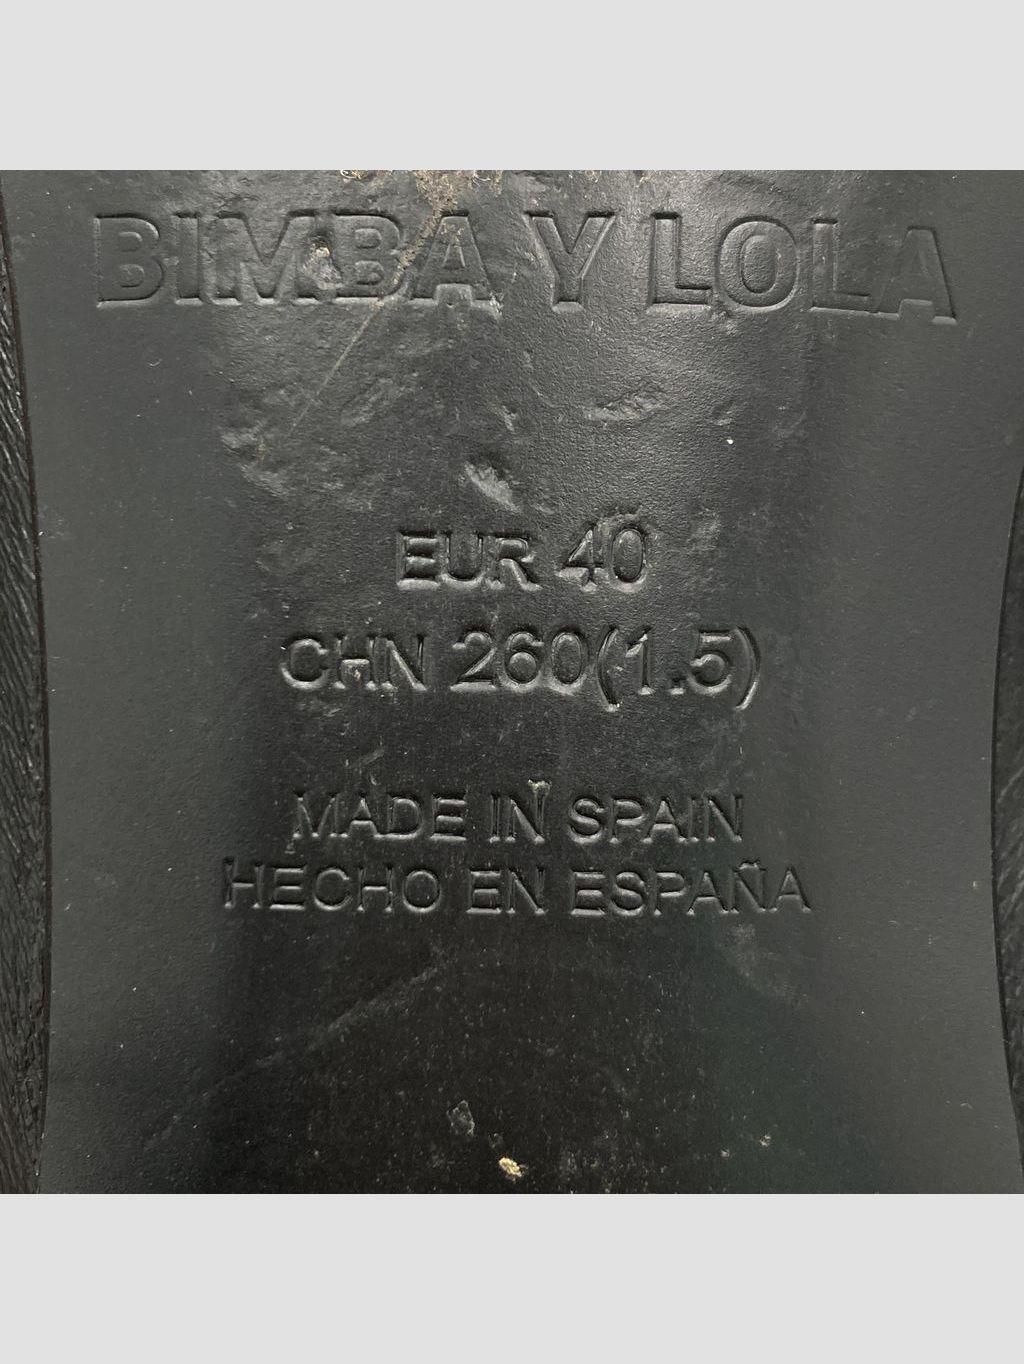 BIMBA Y LOLA
EUR 40
CHN 260(1.5)
MADE IN SPAIN
HECHO EN ESPAÑA